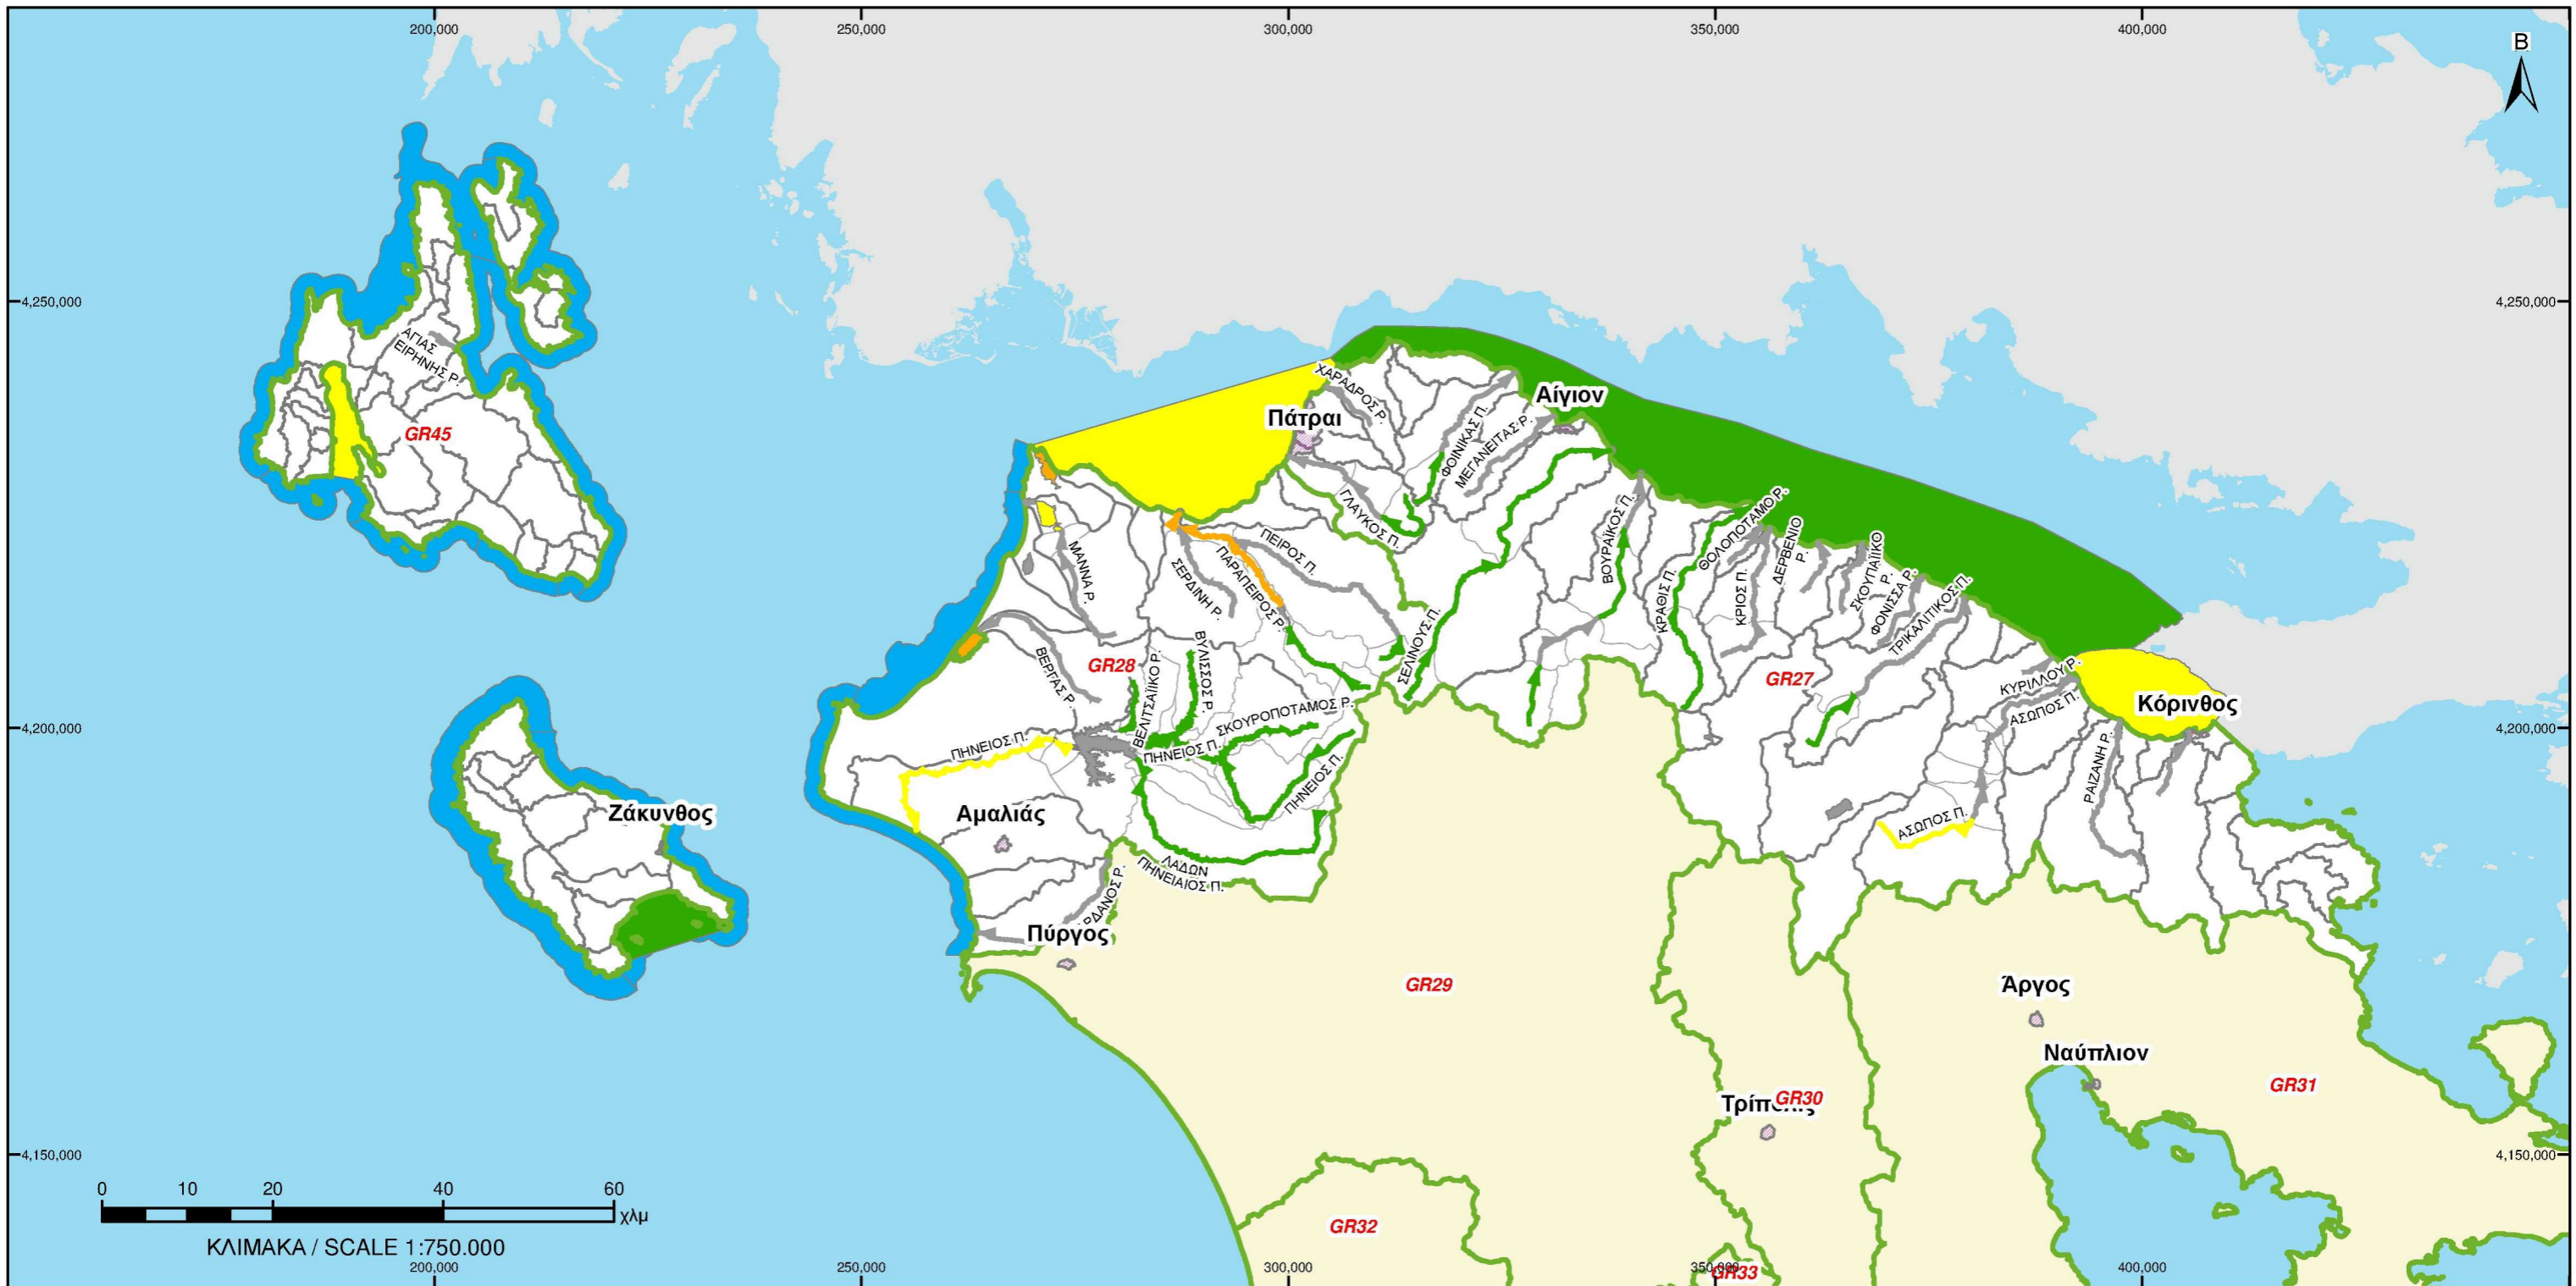 200,000
250,000
300,000
350,000
400,000
Β
4,250,000
4,250,000
ΑΓΙΑΣ
ΕΙΡΗΝΗΣ Ρ.
GR45
ΧΑΡΑΔΡΟΣ Ρ.
Πάτραι
Αίγιον
ΦΟΙΝΙΚΑΣ Π.
ΜΕΓΑΝΕΙΤΑΣ Ρ.
ΓΛΑΥΚΟΣ Π.
ΒΟΥΡΑΪΚΟΣ Π.
ΘΟΛΟΠΟΤΑΜΟ Ρ.
ΔΕΡΒΕΝΙΟ
Ρ.
ΣΚΟΥΠΑΪΙΚΟ
Ρ.
ΦΟΝΙΣΣΑ Ρ.
ΤΡΙΚΑΛΙΤΙΚΟΣ Π.
ΚΡΙΟΣ Π.
ΚΡΑΘΙΣ Π.
ΜΑΝΝΑ Ρ.
ΣΕΡΔΙΝΗ Ρ.
ΠΑΡΑΠΕΙΡΟΣ Ρ.
ΠΕΙΡΟΣ Π.
ΣΕΛΙΝΟΥΣ Π.
ΒΕΡΓΑΣ Ρ.
GR28
ΒΕΛΙΤΣΑΪΙΚΟ Ρ.
ΒΥΛΙΣΣΟΣ Ρ.
GR27
ΚΥΡΙΛΛΟΥ Ρ.
ΑΣΩΠΟΣ Π.
Κόρινθος
4,200,000
4,200,000
ΣΚΟΥΡΟΠΟΤΑΜΟΣ Ρ.
ΠΗΝΕΙΟΣ Π.
ΠΗΝΕΙΟΣ Π.
ΠΗΝΕΙΟΣ Π.
ΡΑΙΖΑΝΗ Ρ.
Ζάκυνθος
Αμαλιάς
ΑΣΩΠΟΣ Π.
ΛΑΔΩΝ
ΠΗΝΕΙΑΙΟΣ Π.
ΡΔΑΝΟΣ Ρ.
Πύργος
GR29
Άργος
Ναύπλιον
GR31
GR30
4,150,000
4,150,000
0 10 20 40 60
χλμ
ΚΛΙΜΑΚΑ / SCALE 1:750.000
GR32
GR33
200,000
250,000
300,000
350,000
400,000